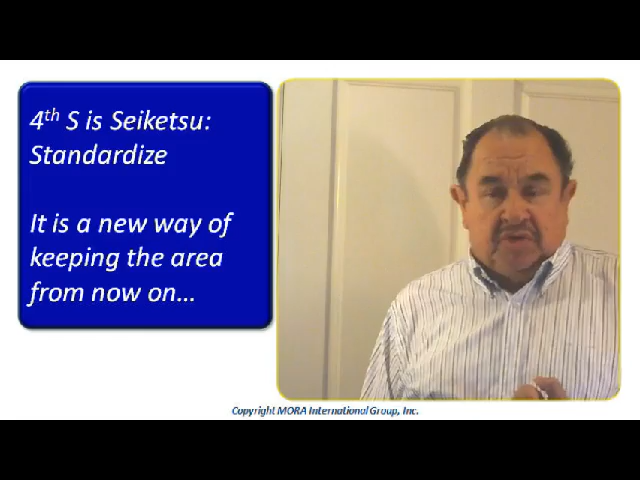 4th S is Seiketsu:
Standardize
It is a new way of
keeping the area
from now on...
Copyright MORA International Group, Inc.